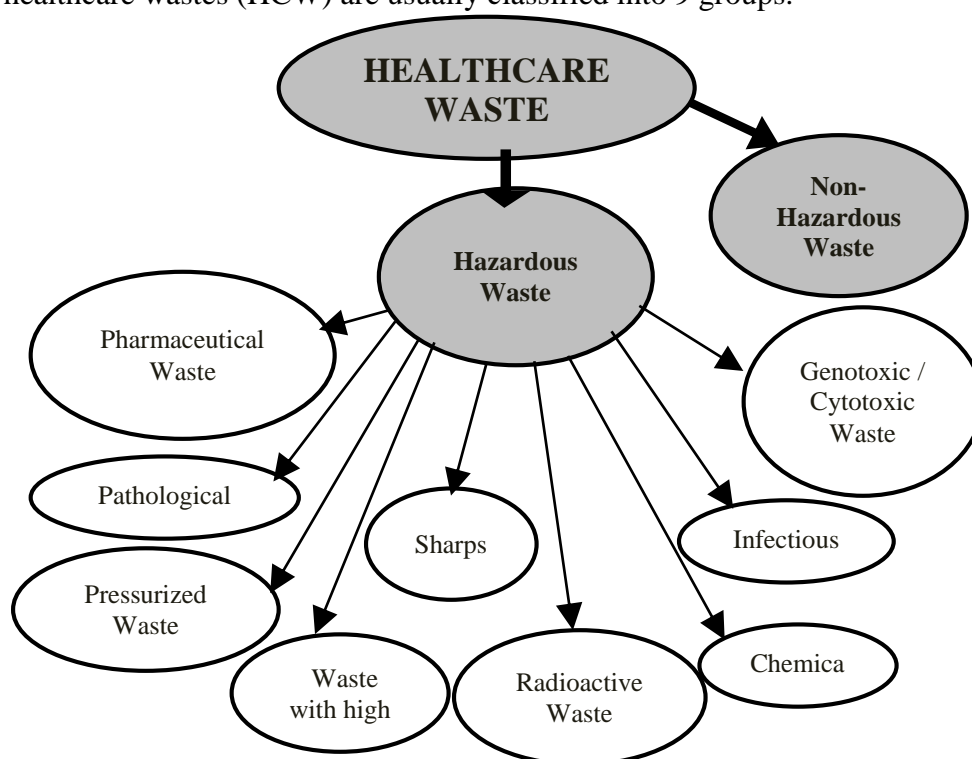 healthcare wastes (HCW) are usually classified into 9 groups.
HEALTHCARE
WASTE
Non-
Hazardous
Waste
Hazardous
Waste
Pharmaceutical
Waste
Genotoxic /
Cytotoxic
Waste
Pathological
Sharps
Infectious
Pressurized
Waste
Waste
with high
Radioactive
Waste
Chemica